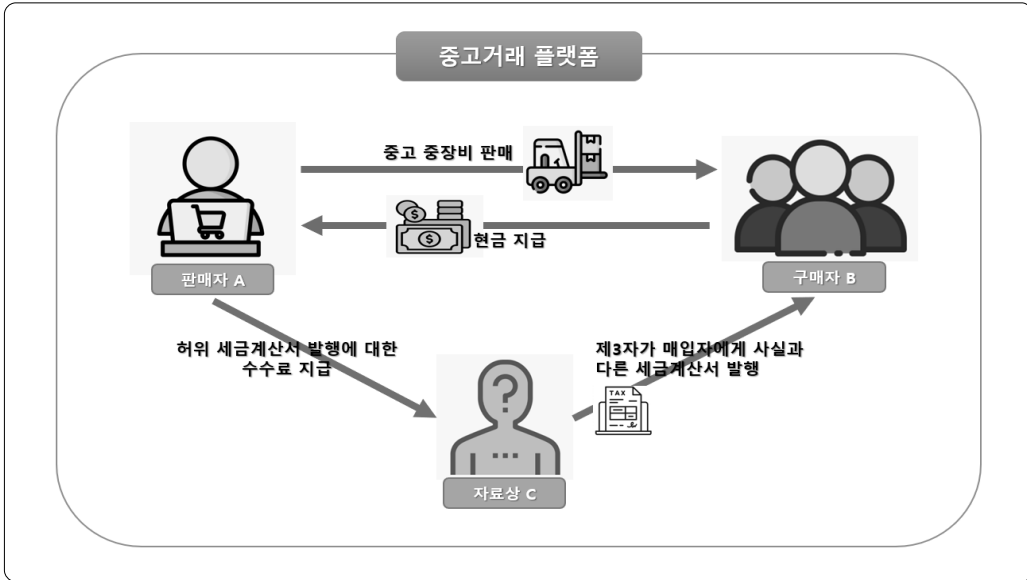 중고거래 플랫폼
중고 중장비 판매
현금 지급
판매자 A
구매자 B
허위 세금계산서 발행에 대한
수수료 지급
제3자가 매입자에게 사실과
다른 세금계산서 발행
TAX
자료상 C